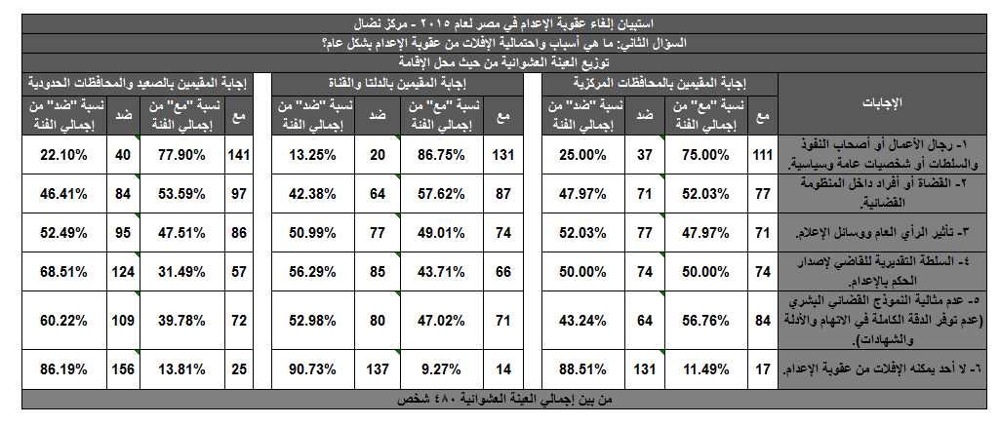 استبيان إلغاء عقوبة الإعدام في مصر لعام ٢٠١٥ - مركز نضال
السؤال الثاني: ما هي أسباب واحتمالية الإفلات من عقوبة الإعدام بشكل عام؟
توزيع العينة العشوائية من حيث محل الإقامة
الإجابات إجابة المقيمين بالمحافظات المركزية إجابة المقيمين بالدلتا والقناة إجابة المقيمين بالصعيد والمحافظات الحدودية
مع نسبة "مع" من إجمالي الفئة ضد نسبة "ضد" من إجمالي الفئة مع نسبة "مع" من إجمالي الفئة ضد نسبة "ضد" من إجمالي الفئة مع نسبة "مع" من إجمالي الفئة ضد نسبة "ضد" من إجمالي الفئة
١- رجال الأعمال أو أصحاب النفوذ
والسلطات أو شخصيات عامة وسياسية.
111 75.00% 37 25.00% 131 86.75% 20 13.25% 141 77.90% 40 22.10%
٢- القضاة أو أفراد داخل المنظومة
القضائية.
77 52.03% 71 47.97% 87 57.62% 64 42.38% 97 53.59% 84 46.41%
٣- تأثير الرأي العام ووسائل الإعلام.
71 47.97% 77 52.03% 74 49.01% 77 50.99% 86 47.51% 95 52.49%
٤- السلطة التقديرية للقاضي لإصدار
الحكم بالإعدام.
74 50.00% 74 50.00% 66 43.71% 85 56.29% 57 31.49% 124 68.51%
٥- عدم مثالية النموذج القضائي البشري
(عدم توفر الدقة الكاملة في الاتهام والأدلة
والشهادات).
84 56.76% 64 43.24% 71 47.02% 80 52.98% 72 39.78% 109 60.22%
٦- لا أحد يمكنه الإفلات من عقوبة الإعدام.
17 11.49% 131 88.51% 14 9.27% 137 90.73% 25 13.81% 156 86.19%
من بين إجمالي العينة العشوائية ٤٨٠ شخص